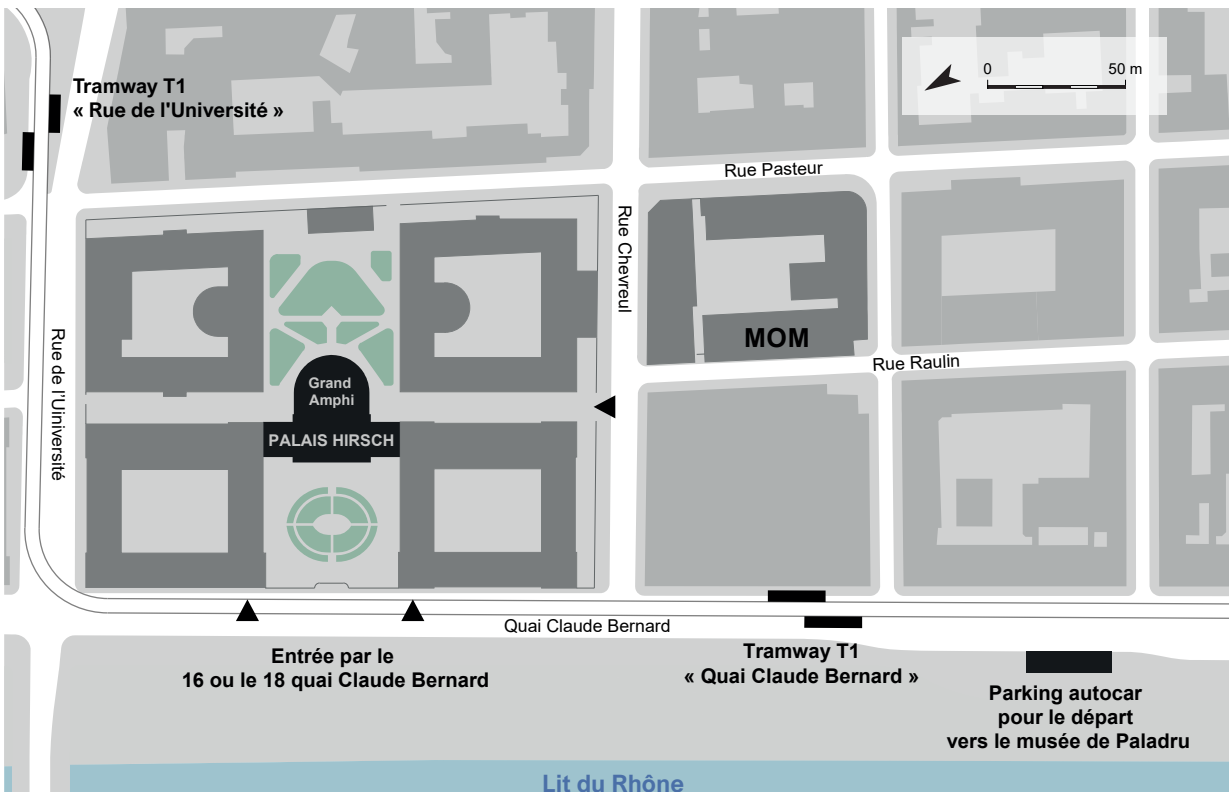 Tramway T1
« Rue de l'Université »
0 50 m
Rue Pasteur
Rue Chevreul
MOM
Rue Raulin
Rue de l'Uiniversité
Grand
Amphi
PALAIS HIRSCH
Quai Claude Bernard
Entrée par le
16 ou le 18 quai Claude Bernard
Tramway T1
« Quai Claude Bernard »
Parking autocar
pour le départ
vers le musée de Paladru
Lit du Rhône